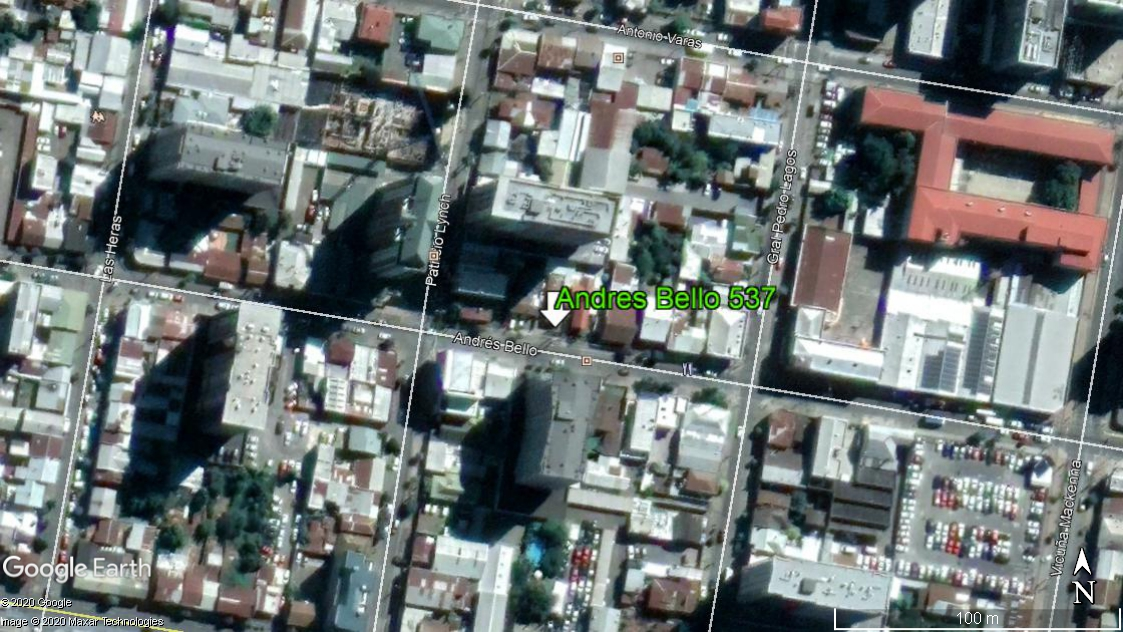 Antonio Varas
Gral Pedro Lagos
Patricio Lynch
Las Heras
Andres Bello 537
Andrés Bello
Vicuña Mackenna
Google Earth
© 2020 Google
Image © 2020 Maxar Technologies
100 m
N